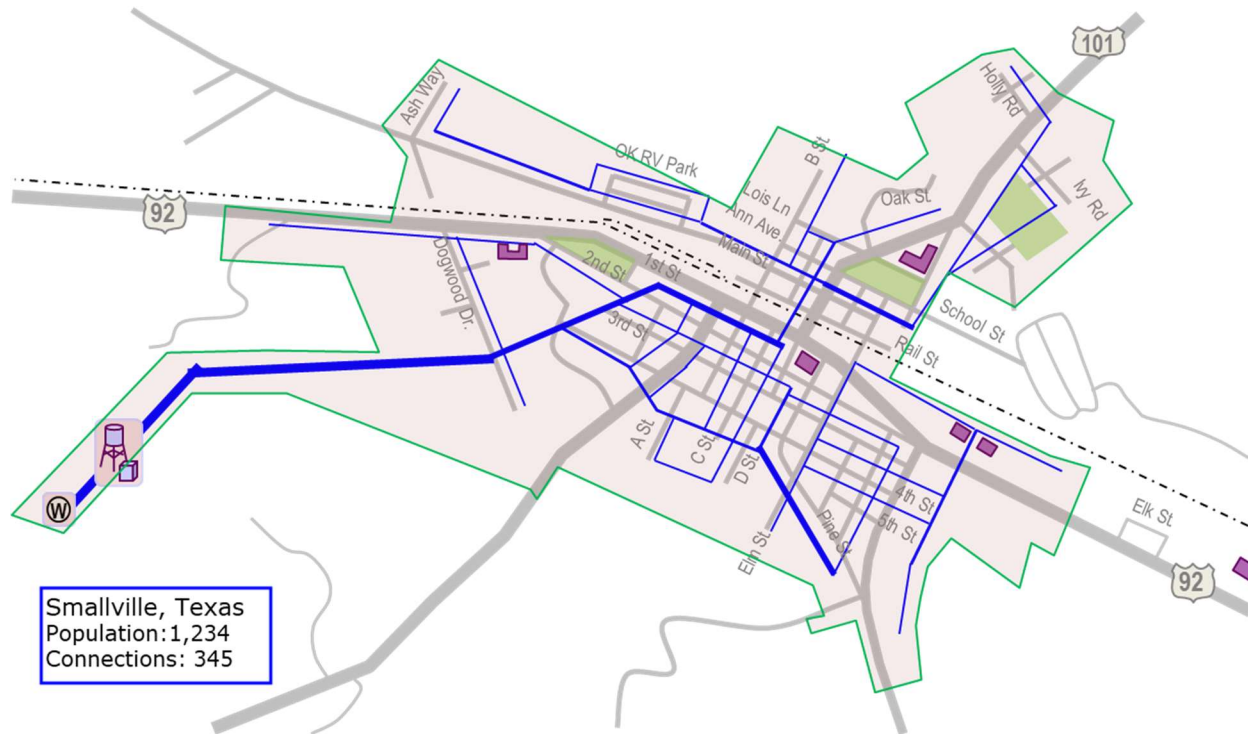 101
Holly Rd
Ash Way
B St
OK RV Park
Ivy Rd
Lois Ln
Oak St
92
Ann Ave.
Main St
Dogwood Dr.
2nd St
1st St
3rd St
School St
Rail St
A St
C St
D St
4th St
5th St
Pine St
Elm St
Elk St
92
W
Smallville, Texas
Population:1,234
Connections: 345